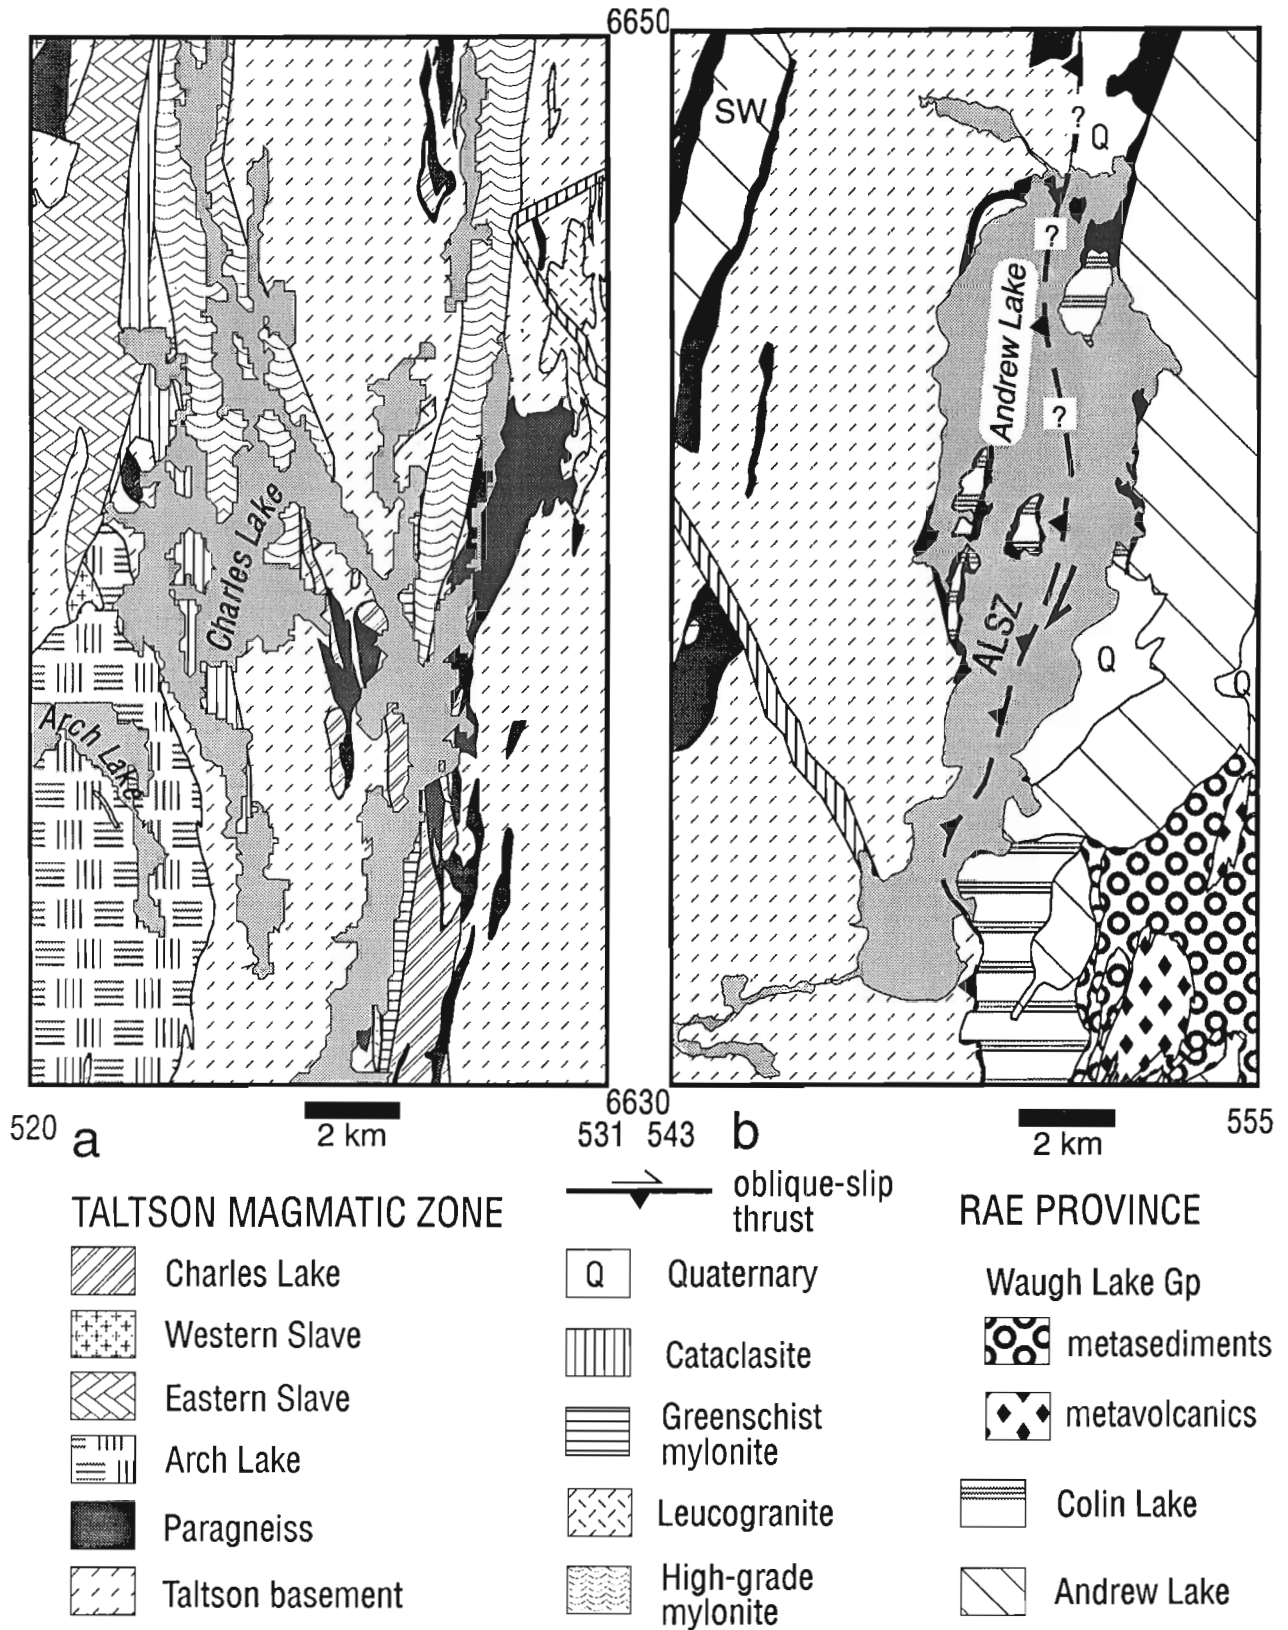 6650
SW
Q
?
?
?
Andrew Lake
Charles Lake
ALSZ
Q
Q
Arch Lake
6630
520
a
2 km
531
543
b
2 km
555
TALTSON MAGMATIC ZONE
Charles Lake
Western Slave
Eastern Slave
Arch Lake
Paragneiss
Taltson basement
oblique-slip
thrust
Q
Quaternary
Cataclasite
Greenschist
mylonite
Leucogranite
High-grade
mylonite
RAE PROVINCE
Waugh Lake Gp
metasediments
metavolcanics
Colin Lake
Andrew Lake